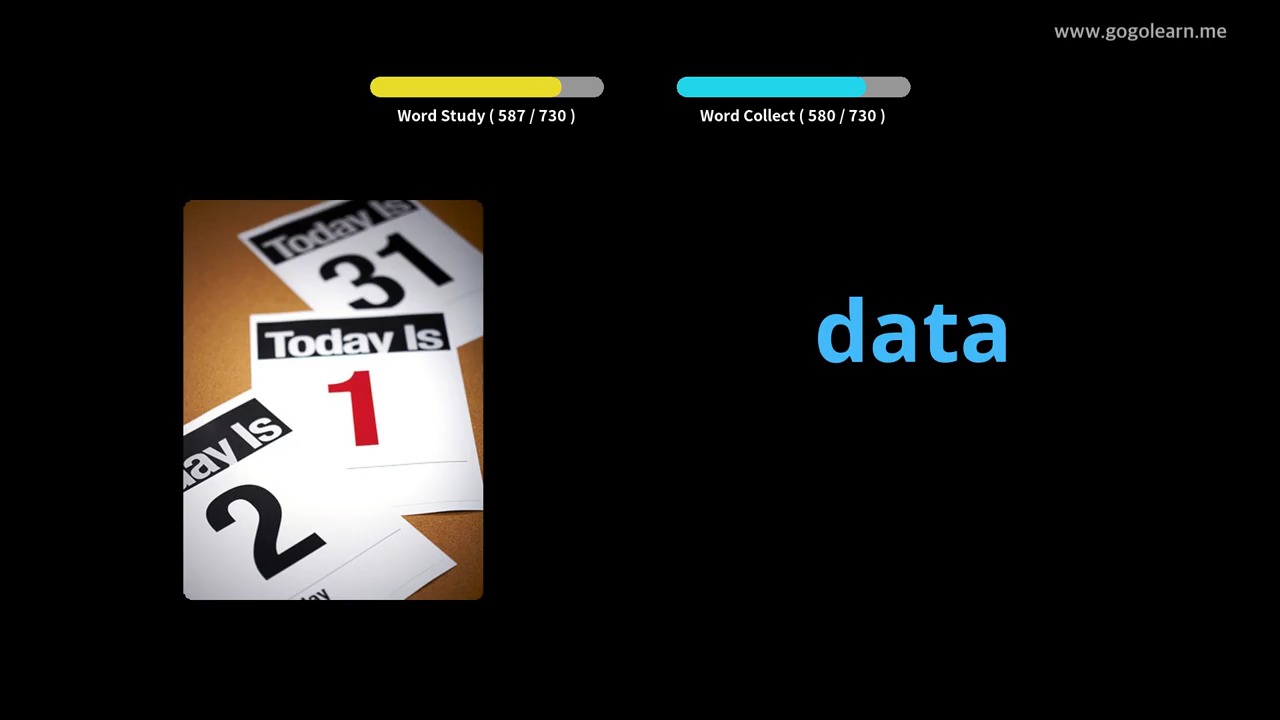 www.gogolearn.me
Word Study ( 587 / 730 )
Word Collect ( 580 / 730 )
Today Is
31
Today Is
1
day Is
2
data